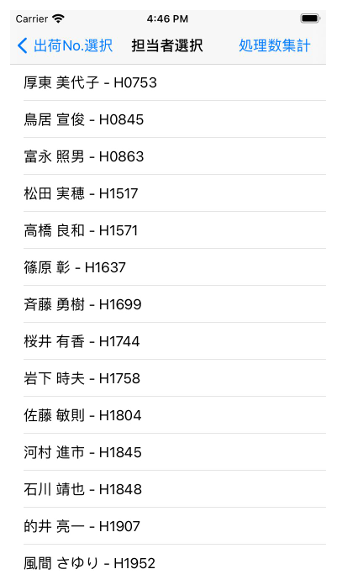 Carrier 4:46 PM
出荷No.選択 担当者選択 処理数集計
厚東 美代子 - H0753
鳥居 宣俊 - H0845
富永 照男 - H0863
松田 実穂 - H1517
高橋 良和 - H1571
篠原 彰 - H1637
斉藤 勇樹 - H1699
桜井 有香 - H1744
岩下 時夫 - H1758
佐藤 敏則 - H1804
河村 進市 - H1845
石川 靖也 - H1848
的井 亮一 - H1907
風間 さゆり - H1952